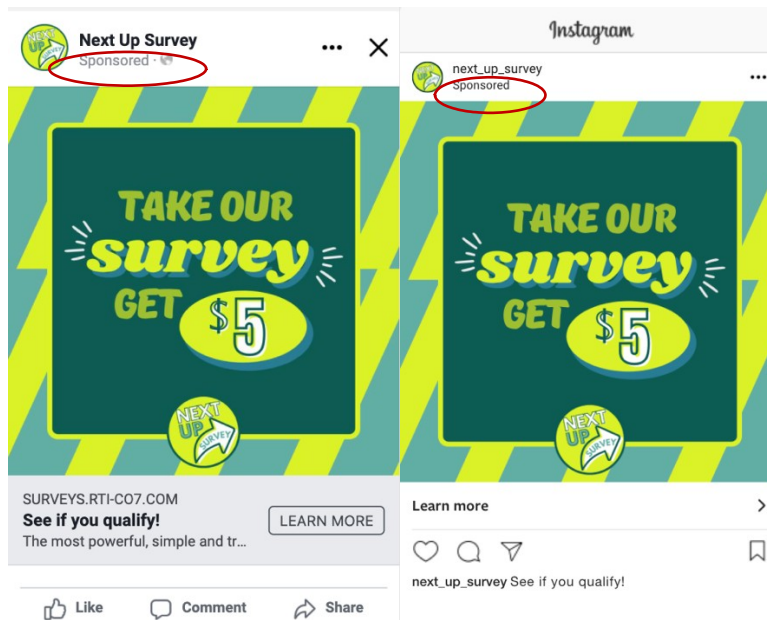 Next Up Survey
Sponsored ·
TAKE OUR
survey
GET $5
NEXT
UP
SURVEY
SURVEYS.RTI-CO7.COM
See if you qualify!
The most powerful, simple and tr...
LEARN MORE
Like Comment Share
Instagram
next_up_survey
Sponsored
TAKE OUR
survey
GET $5
NEXT
UP
SURVEY
Learn more
next_up_survey See if you qualify!